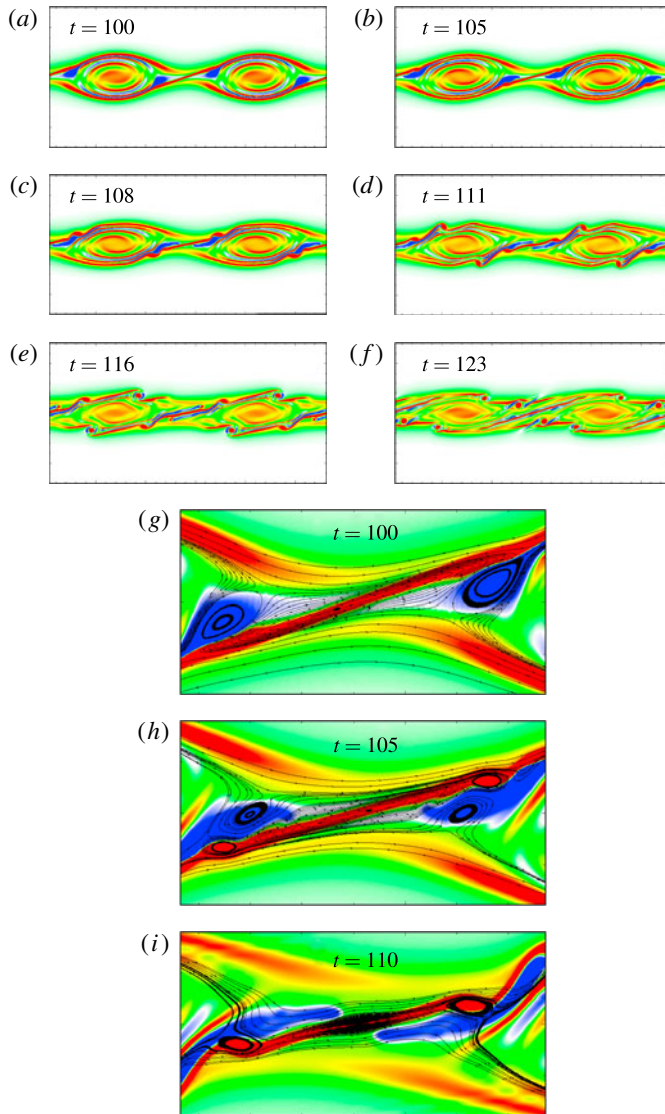 (a) t = 100
(b) t = 105
(c) t = 108
(d) t = 111
(e) t = 116
(f) t = 123
(g) t = 100
(h) t = 105
(i) t = 110